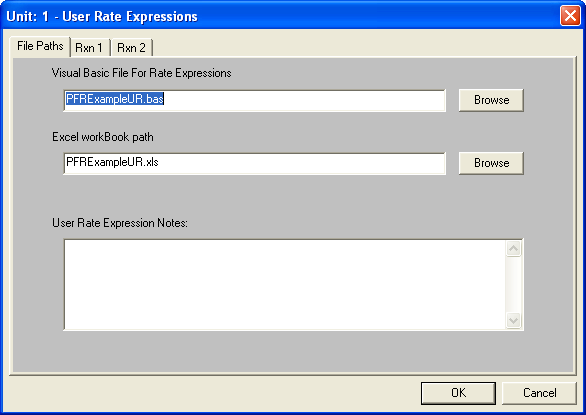 Unit: 1 - User Rate Expressions
File Paths Rxn 1 Rxn 2
Visual Basic File For Rate Expressions
PFRExampleUR.bas Browse
Excel workBook path
PFRExampleUR.xls Browse
User Rate Expression Notes:
OK Cancel